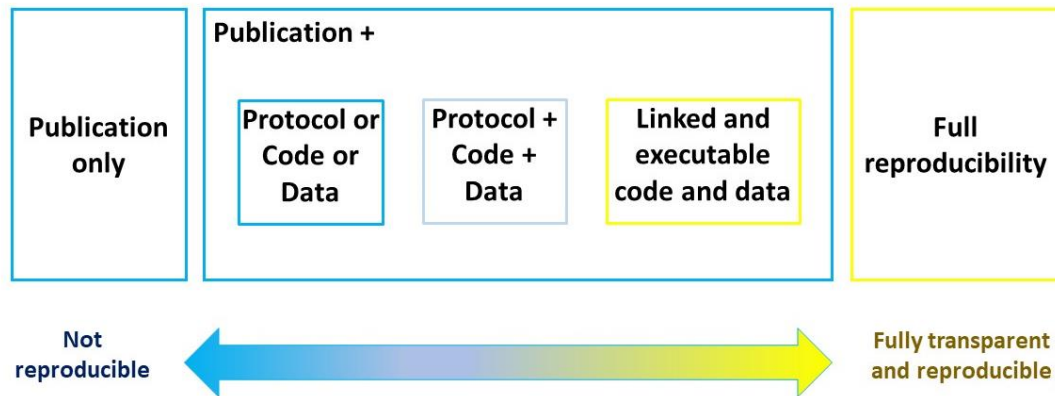 Publication
only
Publication +
Protocol or
Code or
Data
Protocol +
Code +
Data
Linked and
executable
code and data
Full
reproducibility
Not
reproducible
Fully transparent
and reproducible